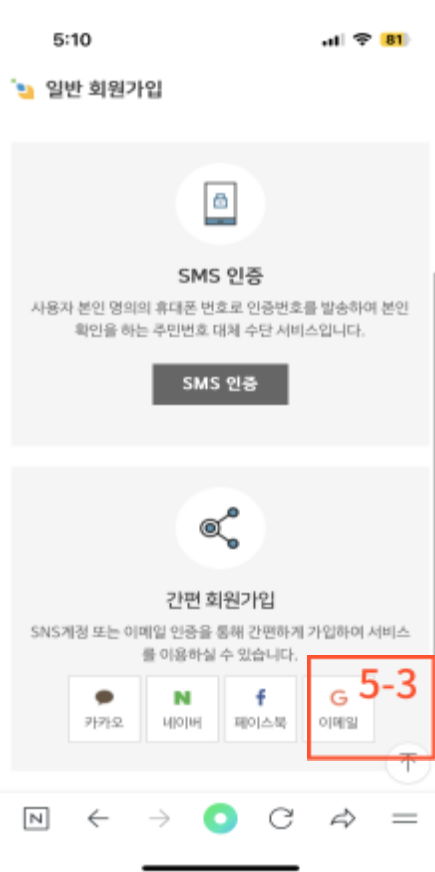 5:10
81
일반 회원가입
SMS 인증
사용자 본인 명의의 휴대폰 번호로 인증번호를 발송하여 본인
확인을 하는 주민번호 대체 수단 서비스입니다.
SMS 인증
간편 회원가입
SNS계정 또는 이메일 인증을 통해 간편하게 가입하여 서비스
를 이용하실 수 있습니다.
5-3
카카오
N
네이버
f
페이스북
G
이메일
N